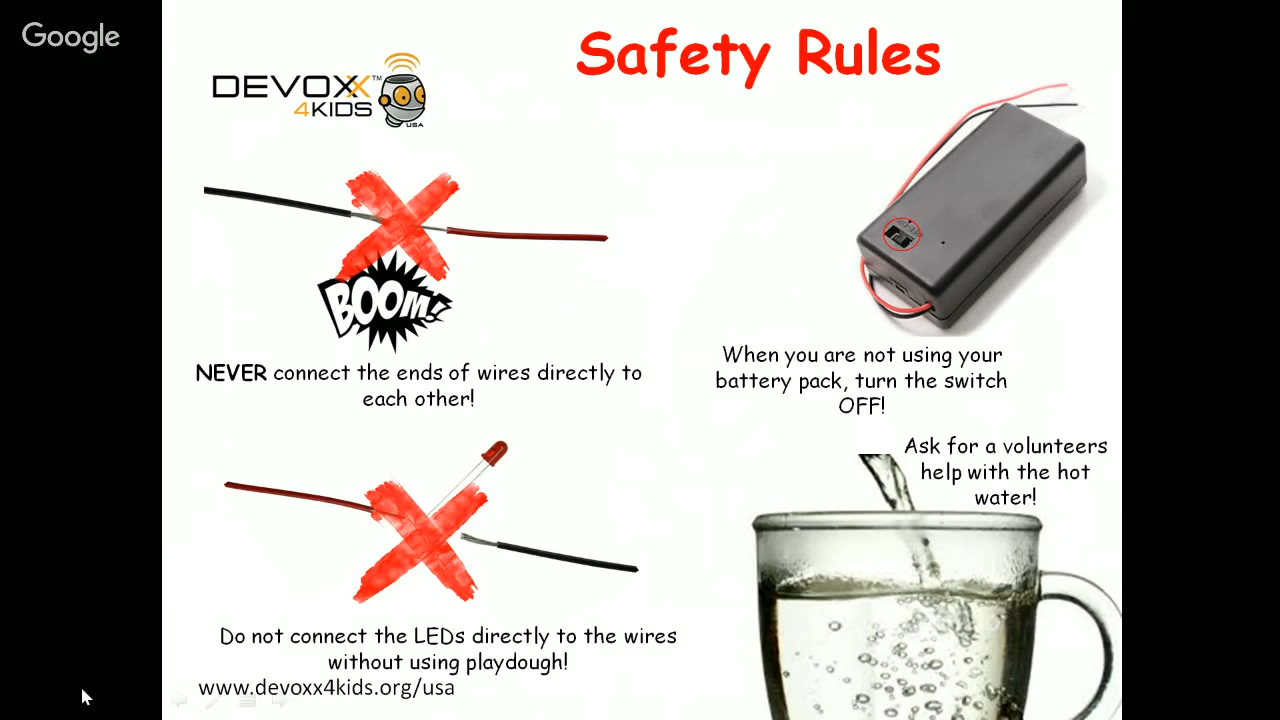 Google
Safety Rules
DEVOXX™
4KIDS
USA
BOOM!
NEVER connect the ends of wires directly to
each other!
When you are not using your
battery pack, turn the switch
OFF!
Ask for a volunteers
help with the hot
water!
Do not connect the LEDs directly to the wires
without using playdough!
www.devoxx4kids.org/usa